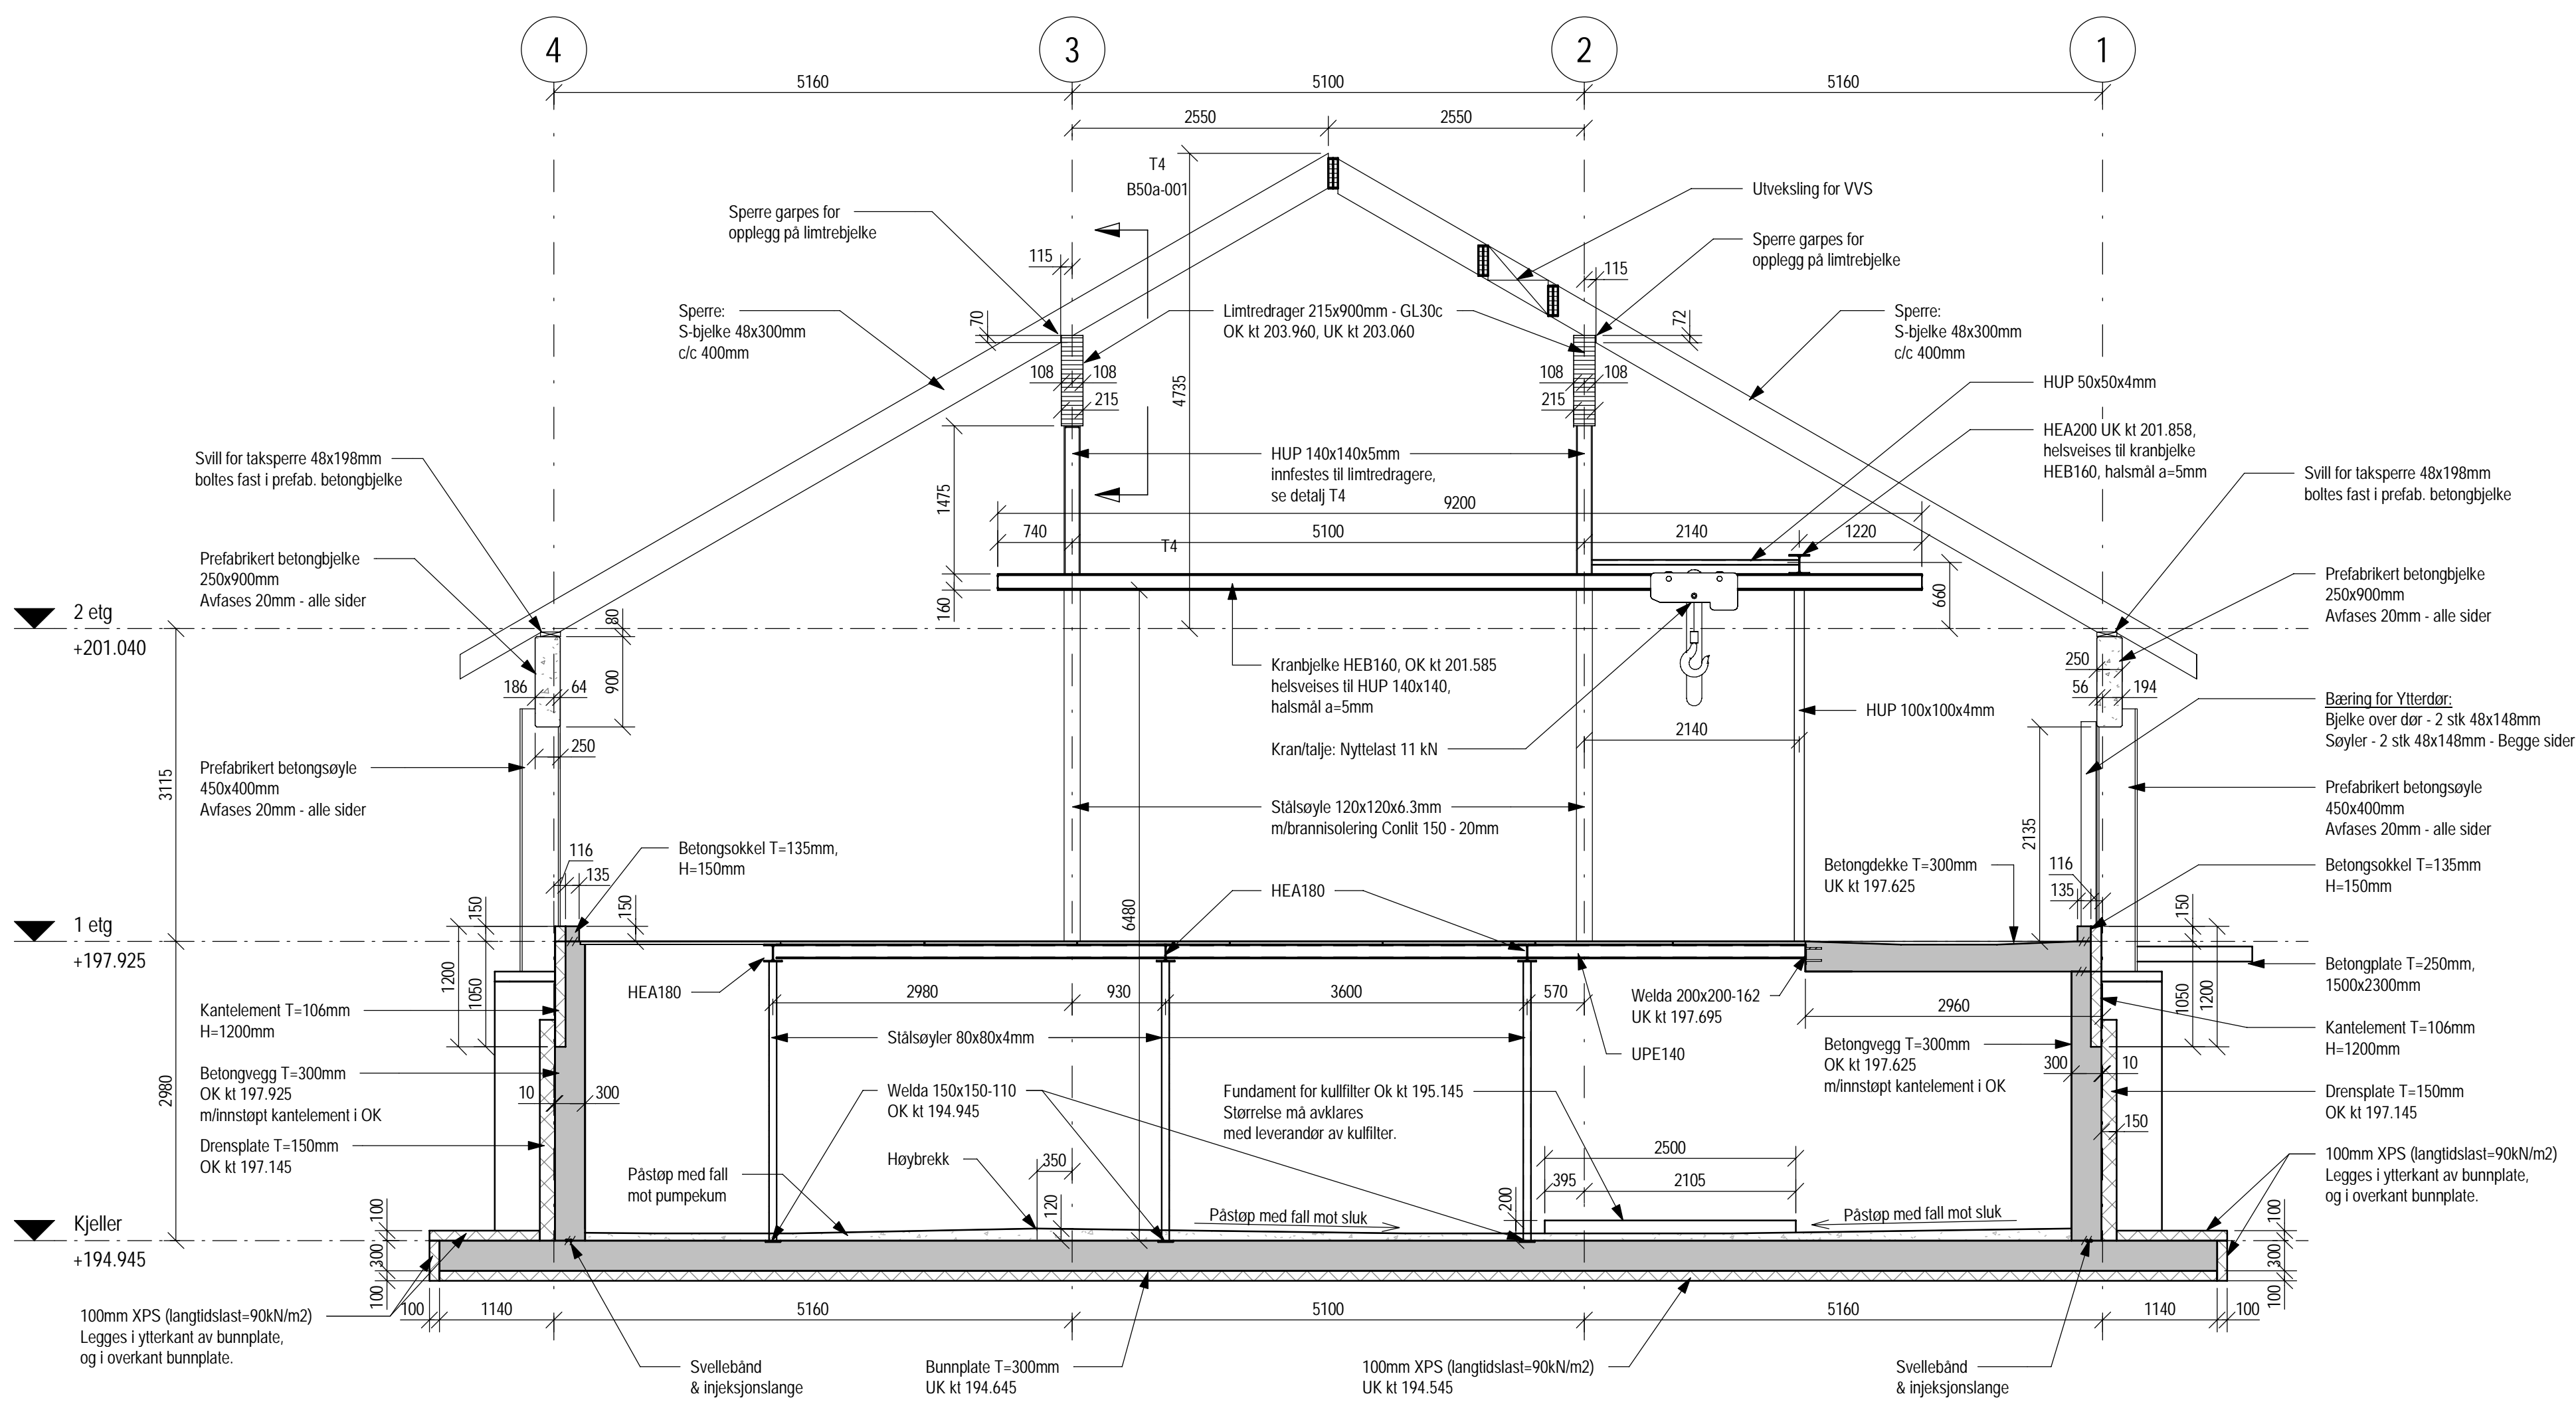 4
3
2
1
5160
5100
5160
2550
2550
T4
B50a-001
Utveksling for VVS
Sperre garpes for
opplegg på limtrebjelke
Sperre garpes for
opplegg på limtrebjelke
115
115
Sperre:
S-bjelke 48x300mm
c/c 400mm
70
Limtredrager 215x900mm - GL30c
OK kt 203.960, UK kt 203.060
72
Sperre:
S-bjelke 48x300mm
c/c 400mm
108
108
215
4735
108
108
215
HUP 50x50x4mm
HEA200 UK kt 201.858,
helsveises til kranbjelke
HEB160, halsmål a=5mm
Svill for taksperre 48x198mm
boltes fast i prefab. betongbjelke
1475
HUP 140x140x5mm
innfestes til limtredragere,
se detalj T4
Svill for taksperre 48x198mm
boltes fast i prefab. betongbjelke
9200
740
5100
2140
1220
T4
Prefabrikert betongbjelke
250x900mm
Avfases 20mm - alle sider
160
660
Prefabrikert betongbjelke
250x900mm
Avfases 20mm - alle sider
2 etg
+201.040
80
900
186
64
250
Kranbjelke HEB160, OK kt 201.585
helsveises til HUP 140x140,
halsmål a=5mm
250
56
194
HUP 100x100x4mm
Bæring for Ytterdør:
Bjelke over dør - 2 stk 48x148mm
Søyler - 2 stk 48x148mm - Begge sider
Kran/talje: Nyttelast 11 kN
2140
3115
Prefabrikert betongsøyle
450x400mm
Avfases 20mm - alle sider
Stålsøyle 120x120x6.3mm
m/brannisolering Conlit 150 - 20mm
2135
Prefabrikert betongsøyle
450x400mm
Avfases 20mm - alle sider
116
135
Betongsokkel T=135mm,
H=150mm
Betongdekke T=300mm
UK kt 197.625
116
135
Betongsokkel T=135mm
H=150mm
150
150
HEA180
6480
150
1 etg
+197.925
1200
1050
HEA180
2980
930
3600
570
Welda 200x200-162
UK kt 197.695
2960
1050
1200
Betongplate T=250mm,
1500x2300mm
Kantelement T=106mm
H=1200mm
Stålsøyler 80x80x4mm
UPE140
Kantelement T=106mm
H=1200mm
2980
Betongvegg T=300mm
OK kt 197.925
m/innstøpt kantelement i OK
10
300
Welda 150x150-110
OK kt 194.945
Fundament for kullfilter Ok kt 195.145
Størrelse må avklares
med leverandør av kulfilter.
Betongvegg T=300mm
OK kt 197.625
m/innstøpt kantelement i OK
300
10
Drensplate T=150mm
OK kt 197.145
150
Drensplate T=150mm
OK kt 197.145
Påstøp med fall
mot pumpekum
Høybrekk
350
120
2500
395
2105
200
Påstøp med fall mot sluk
Påstøp med fall mot sluk
100mm XPS (langtidslast=90kN/m2)
Legges i ytterkant av bunnplate,
og i overkant bunnplate.
Kjeller
+194.945
100
300
100
100
300
100
100
1140
5160
5100
5160
1140
100
100mm XPS (langtidslast=90kN/m2)
Legges i ytterkant av bunnplate,
og i overkant bunnplate.
Svellebånd
& injeksjonslange
Bunnplate T=300mm
UK kt 194.645
100mm XPS (langtidslast=90kN/m2)
UK kt 194.545
Svellebånd
& injeksjonslange